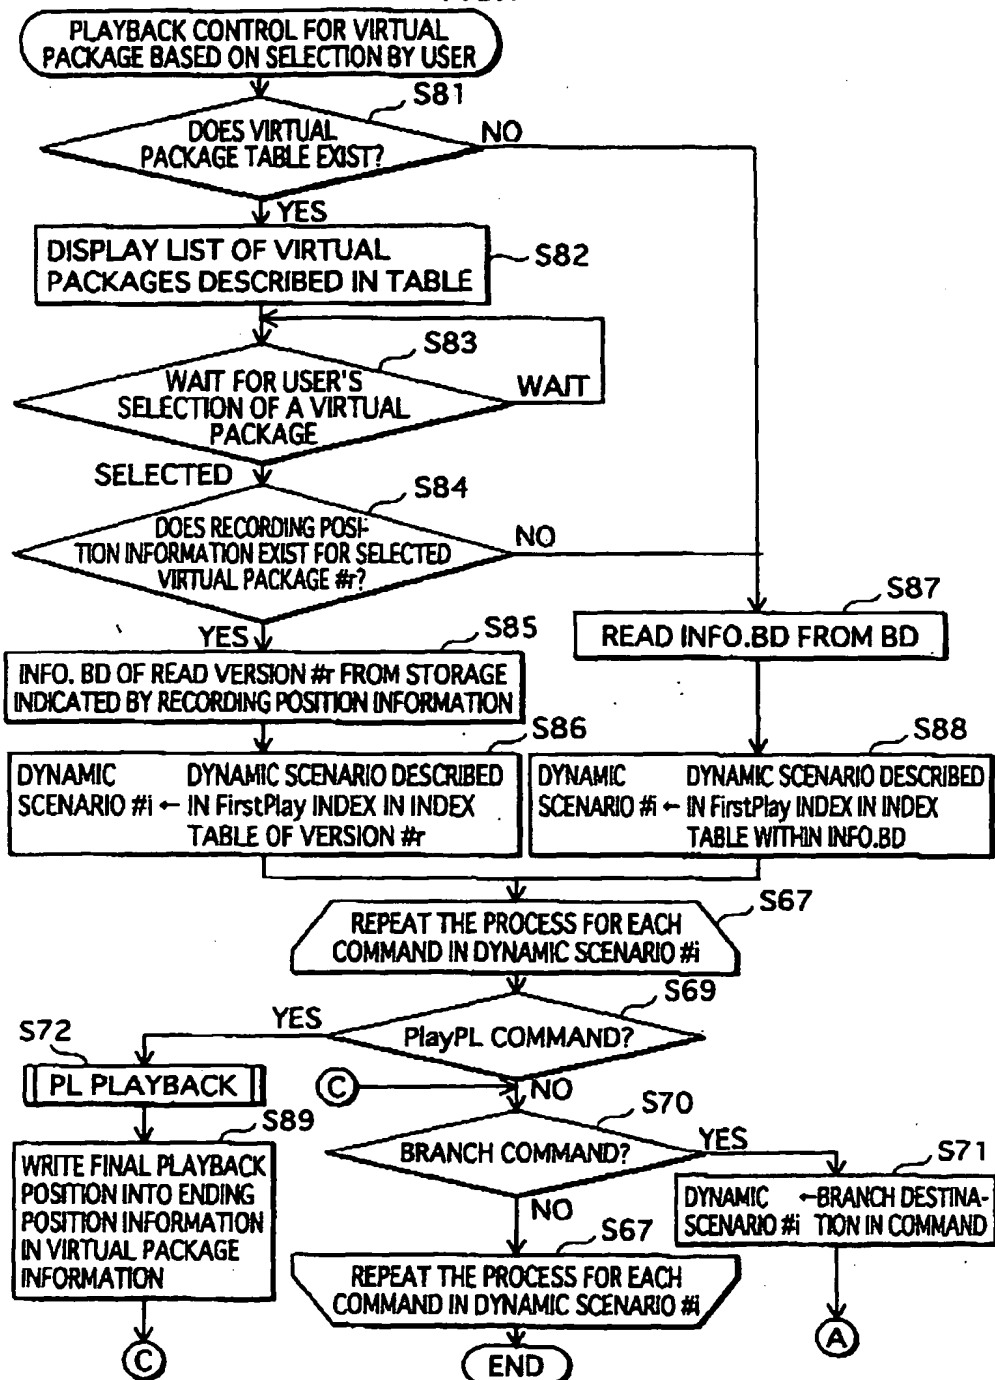 PLAYBACK CONTROL FOR VIRTUAL
PACKAGE BASED ON SELECTION BY USER
S81
DOES VIRTUAL
PACKAGE TABLE EXIST?
NO
YES
DISPLAY LIST OF VIRTUAL
PACKAGES DESCRIBED IN TABLE
S82
S83
WAIT FOR USER'S
SELECTION OF A VIRTUAL
PACKAGE
WAIT
SELECTED
S84
DOES RECORDING POSI-
TION INFORMATION EXIST FOR SELECTED
VIRTUAL PACKAGE #r?
NO
YES
S85
INFO. BD OF READ VERSION #r FROM STORAGE
INDICATED BY RECORDING POSITION INFORMATION
S87
READ INFO.BD FROM BD
S86
DYNAMIC DYNAMIC SCENARIO DESCRIBED
SCENARIO #i ← IN FirstPlay INDEX IN INDEX
TABLE OF VERSION #r
S88
DYNAMIC DYNAMIC SCENARIO DESCRIBED
SCENARIO #i ← IN FirstPlay INDEX IN INDEX
TABLE WITHIN INFO.BD
S67
REPEAT THE PROCESS FOR EACH
COMMAND IN DYNAMIC SCENARIO #i
S69
PlayPL COMMAND?
YES
S72
PL PLAYBACK
C
NO
S89
WRITE FINAL PLAYBACK
POSITION INTO ENDING
POSITION INFORMATION
IN VIRTUAL PACKAGE
INFORMATION
C
S70
BRANCH COMMAND?
YES
S71
DYNAMIC ←BRANCH DESTINA-
SCENARIO #i TION IN COMMAND
A
NO
S67
REPEAT THE PROCESS FOR EACH
COMMAND IN DYNAMIC SCENARIO #i
END